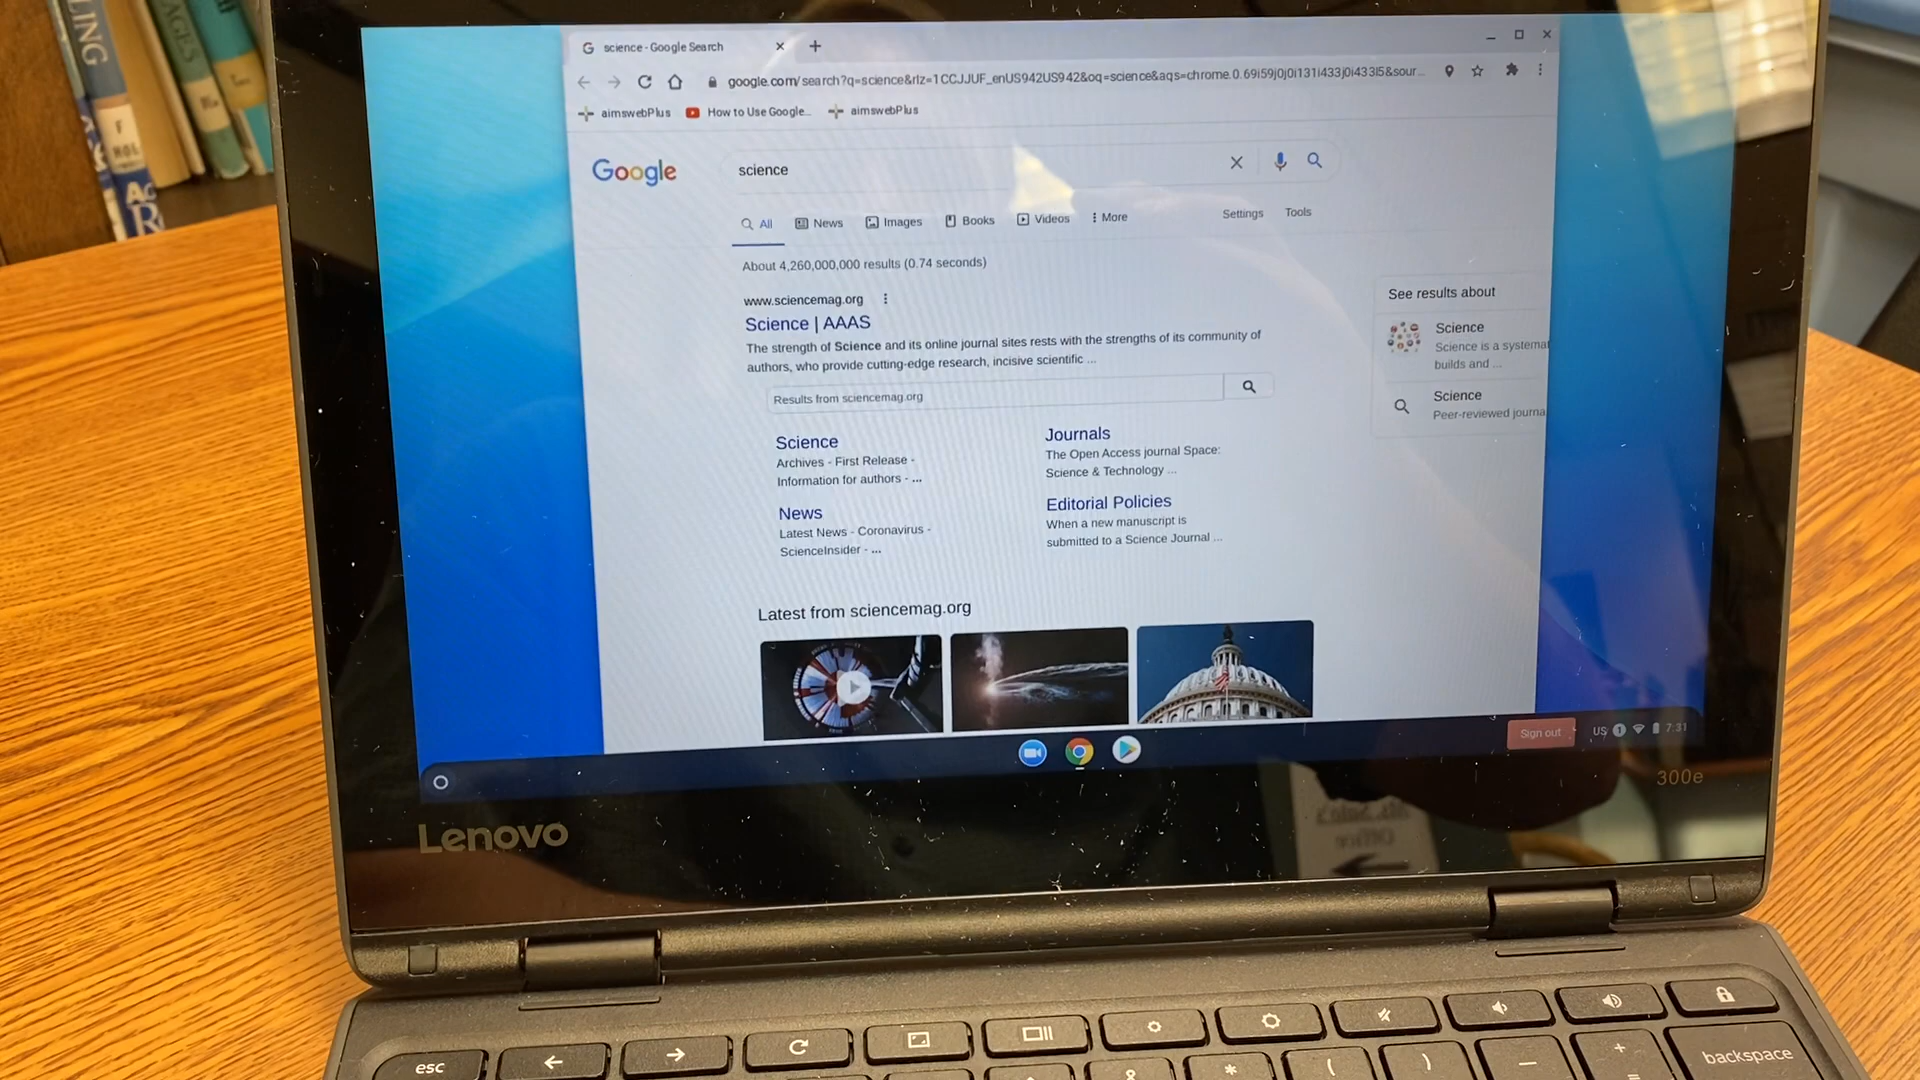 LING
AGES
F
HOL
AC
R
science - Google Search
google.com/search?q=science&rlz=1CCJJUF_enUS942US942&oq=science&aqs=chrome.0.69i59j0j0i131i433j0i433l5&sour...
aimswebPlus
How to Use Google...
aimswebPlus
Google
science
All
News
Images
Books
Videos
More
Settings
Tools
About 4,260,000,000 results (0.74 seconds)
www.sciencemag.org
Science | AAAS
The strength of Science and its online journal sites rests with the strengths of its community of
authors, who provide cutting-edge research, incisive scientific ...
Results from sciencemag.org
Science
Archives - First Release -
Information for authors - ...
News
Latest News - Coronavirus -
ScienceInsider - ...
Journals
The Open Access journal Space:
Science & Technology ...
Editorial Policies
When a new manuscript is
submitted to a Science Journal ...
See results about
Science
Science is a systemat
builds and ...
Science
Peer-reviewed journa
Latest from sciencemag.org
Sign out
US
1
7:31
300e
Lenovo
esc
* ( ) — +
=
backspace